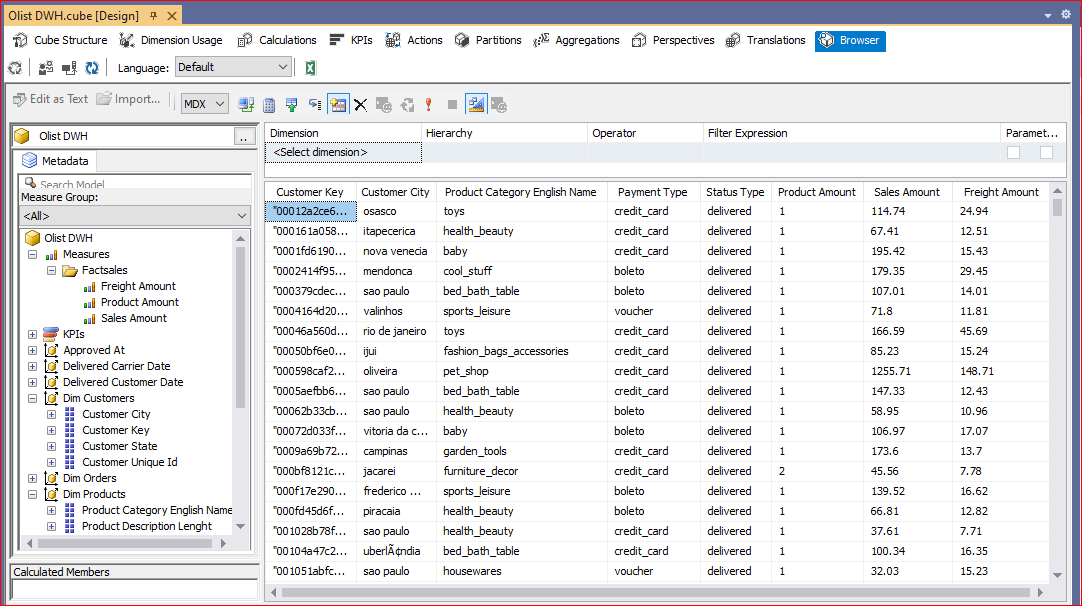 Olist DWH.cube [Design]
Cube Structure Dimension Usage Calculations KPIs Actions Partitions Aggregations Perspectives Translations Browser
Language: Default
Edit as Text Import... MDX
Olist DWH ..
Metadata
Search Model
Measure Group:
<All>
Olist DWH
Measures
Factsales
Freight Amount
Product Amount
Sales Amount
KPIs
Approved At
Delivered Carrier Date
Delivered Customer Date
Dim Customers
Customer City
Customer Key
Customer State
Customer Unique Id
Dim Orders
Dim Products
Product Category English Name
Product Description Lenght
Calculated Members
Dimension Hierarchy Operator Filter Expression Paramet...
<Select dimension>
Customer Key Customer City Product Category English Name Payment Type Status Type Product Amount Sales Amount Freight Amount
"00012a2ce6... osasco toys credit_card delivered 1 114.74 24.94
"000161a058... itapecerica health_beauty credit_card delivered 1 67.41 12.51
"0001fd6190... nova venecia baby credit_card delivered 1 195.42 15.43
"0002414f95... mendonca cool_stuff boleto delivered 1 179.35 29.45
"000379cdec... sao paulo bed_bath_table boleto delivered 1 107.01 14.01
"0004164d20... valinhos sports_leisure voucher delivered 1 71.8 11.81
"00046a560d... rio de janeiro toys credit_card delivered 1 166.59 45.69
"00050bf6e0... ijui fashion_bags_accessories credit_card delivered 1 85.23 15.24
"000598caf2... oliveira pet_shop credit_card delivered 1 1255.71 148.71
"0005aefbb6... sao paulo bed_bath_table credit_card delivered 1 147.33 12.43
"00062b33cb... sao paulo health_beauty boleto delivered 1 58.95 10.96
"00072d033f... vitoria da c... baby boleto delivered 1 106.97 17.07
"0009a69b72... campinas garden_tools credit_card delivered 1 173.6 13.7
"000bf8121c... jacarei furniture_decor credit_card delivered 2 45.56 7.78
"000f17e290... frederico ... sports_leisure boleto delivered 1 139.52 16.62
"000fd45d6f... piracaia health_beauty boleto delivered 1 66.81 12.82
"001028b78f... sao paulo health_beauty credit_card delivered 1 37.61 7.71
"00104a47c2... uberlÃ¢ndia bed_bath_table credit_card delivered 1 100.34 16.35
"001051abfc... sao paulo housewares voucher delivered 1 32.03 15.23